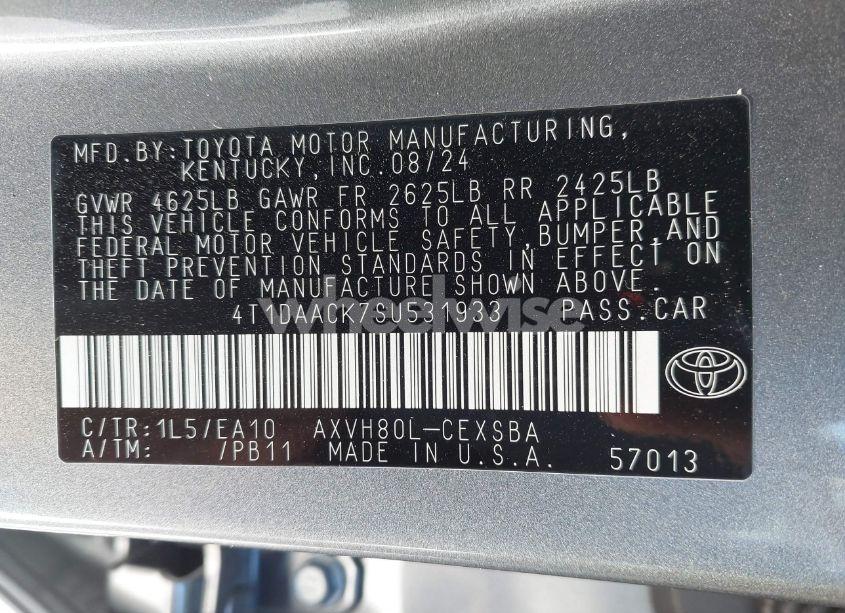 MFD.BY:TOYOTA MOTOR MANUFACTURING,
KENTUCKY,INC.08/24
GVWR 4625LB GAWR FR 2625LB RR 2425LB
THIS VEHICLE CONFORMS TO ALL APPLICABLE
FEDERAL MOTOR VEHICLE SAFETY,BUMPER,AND
THEFT PREVENTION STANDARDS IN EFFECT ON
THE DATE OF MANUFACTURE SHOWN ABOVE.
4T1DAACK7SU531933 PASS.CAR
wheelwise
C/TR:1L5/EA10 AXVH80L-CEXSBA
A/TM: /PB11 MADE IN U.S.A. 57013